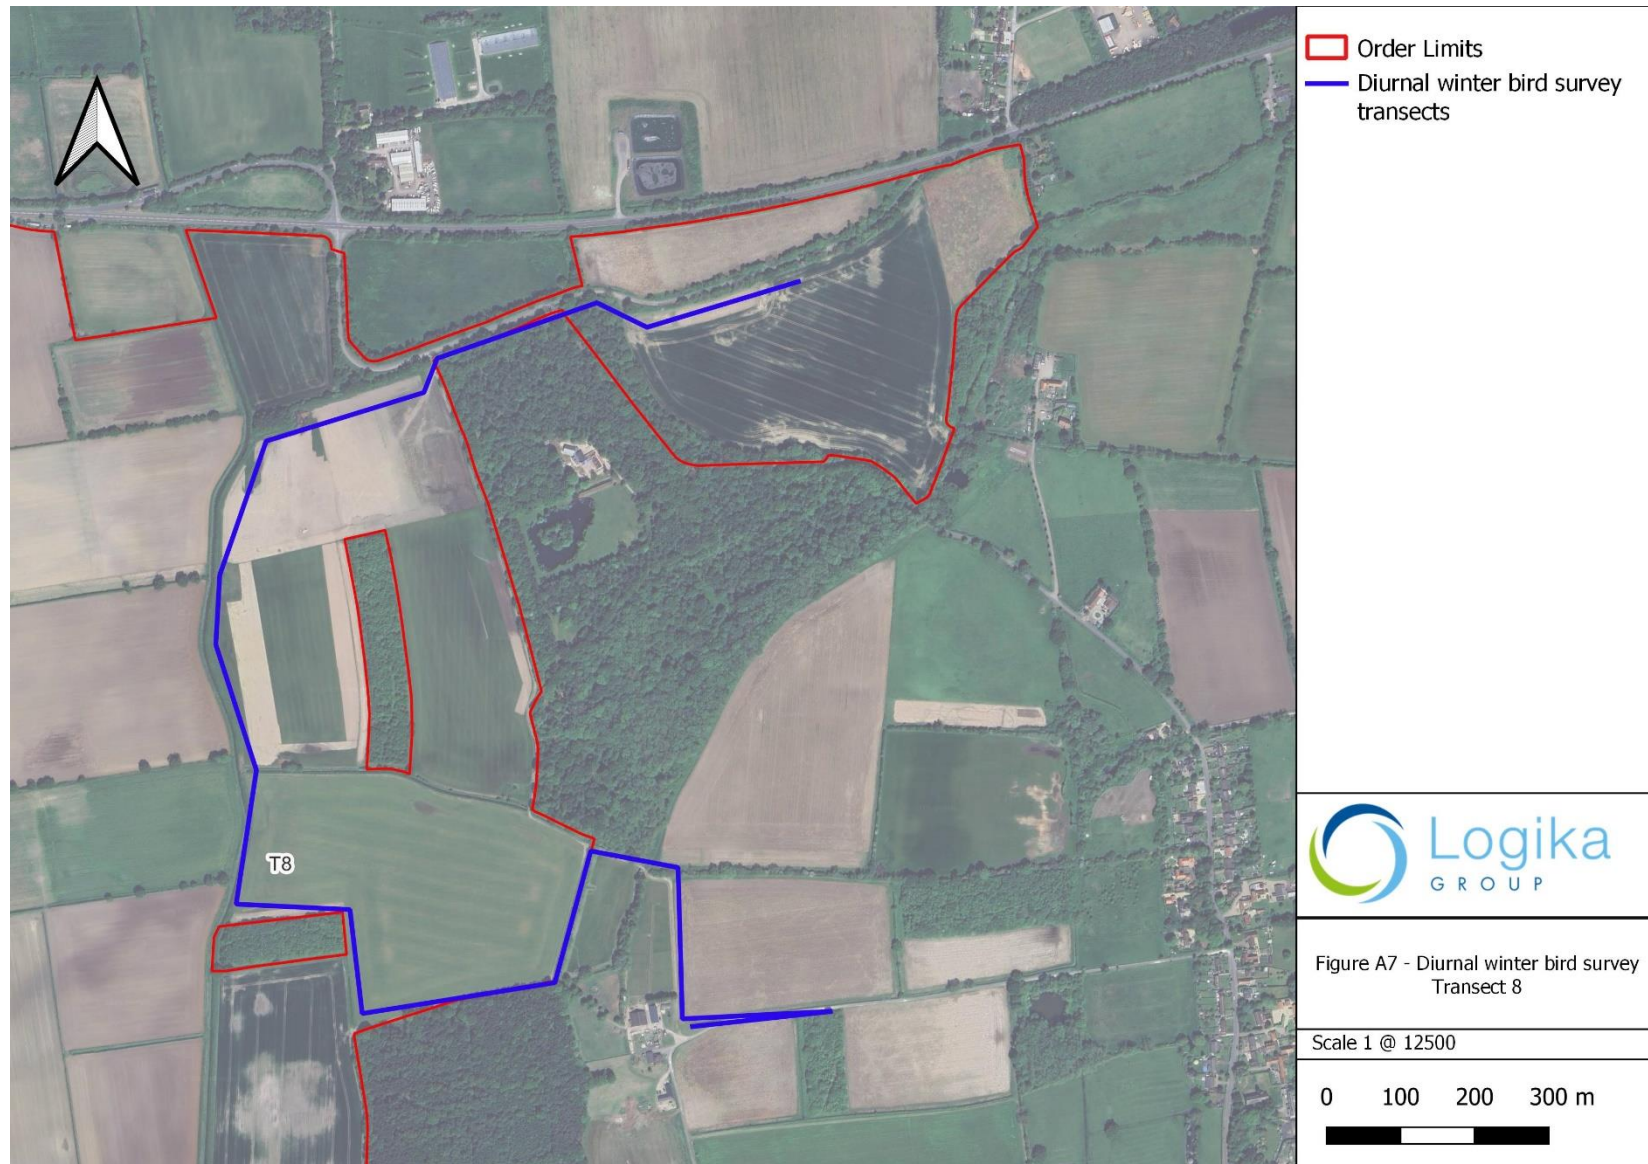 Order Limits
Diurnal winter bird survey
transects
T8
Logika
GROUP
Figure A7 - Diurnal winter bird survey
Transect 8
Scale 1 @ 12500
0 100 200 300 m